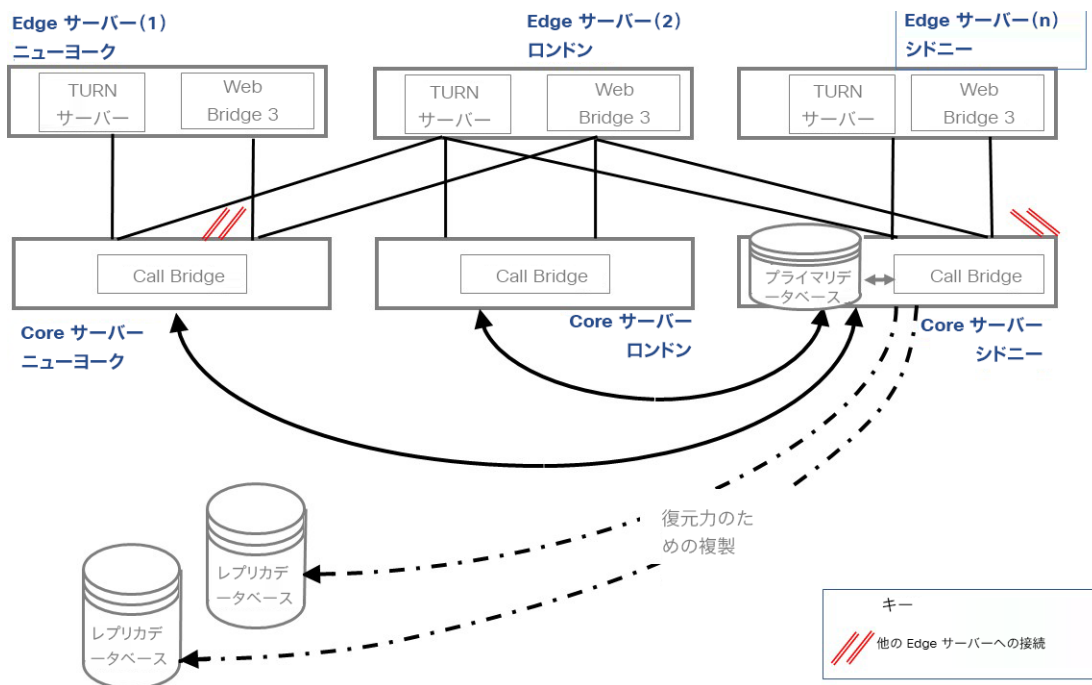 Edge サーバー(1)
ニューヨーク
Edge サーバー(2)
ロンドン
Edge サーバー(n)
シドニー
TURN
サーバー
Web
Bridge 3
TURN
サーバー
Web
Bridge 3
TURN
サーバー
Web
Bridge 3
Call Bridge
Call Bridge
プライマリデ
ータベース
Call Bridge
Core サーバー
ニューヨーク
Core サーバー
ロンドン
Core サーバー
シドニー
復元力のた
めの複製
レプリカデ
ータベース
レプリカデ
ータベース
キー
他の Edge サーバーへの接続